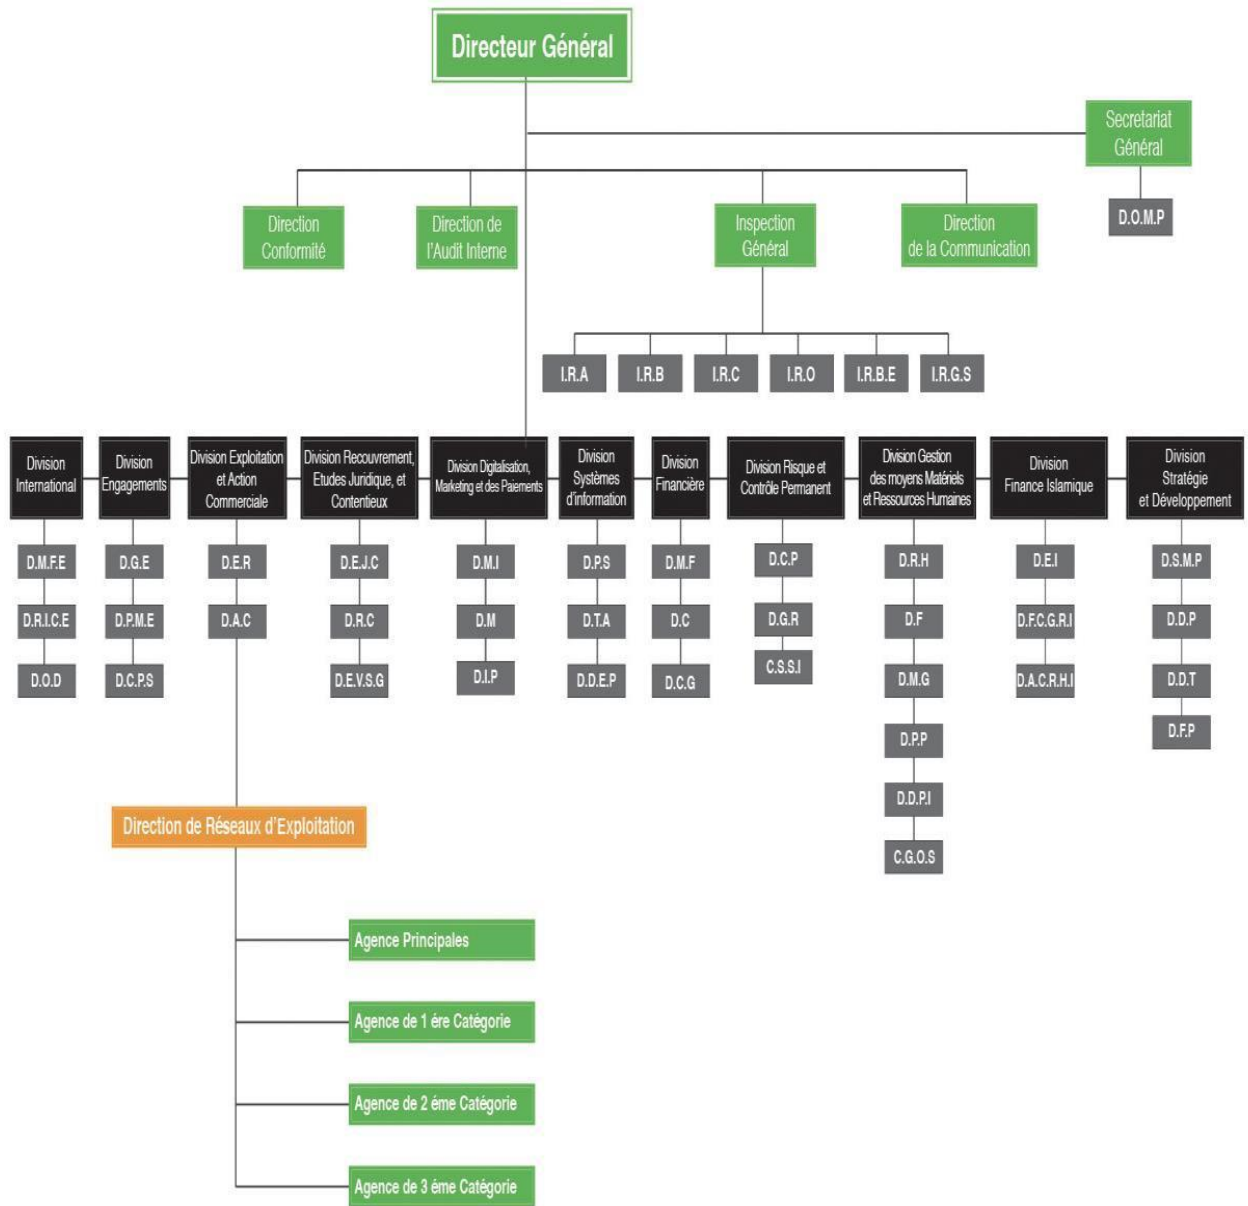 Directeur Général
Secretariat
Général
D.O.M.P
Direction
Conformité
Direction de
l'Audit Interne
Inspection
Général
Direction
de la Communication
I.R.A
I.R.B
I.R.C
I.R.O
I.R.B.E
I.R.G.S
Division
International
Division
Engagements
Division Exploitation
et Action
Commerciale
Division Recouvrement,
Etudes Juridique, et
Contentieux
Division Digitalisation,
Marketing et des Paiements
Division
Systèmes
d'information
Division
Financière
Division Risque et
Contrôle Permanent
Division Gestion
des moyens Matériels
et Ressources Humaines
Division
Finance Islamique
Division
Stratégie
et Développement
D.M.F.E
D.R.I.C.E
D.O.D
D.G.E
D.P.M.E
D.C.P.S
D.E.R
D.A.C
D.E.J.C
D.R.C
D.E.V.S.G
D.M.I
D.M
D.I.P
D.P.S
D.T.A
D.D.E.P
D.M.F
D.C
D.C.G
D.C.P
D.G.R
C.S.S.I
D.R.H
D.F
D.M.G
D.P.P
D.D.P.I
C.G.O.S
D.E.I
D.F.C.G.R.I
D.A.C.R.H.I
D.S.M.P
D.D.P
D.D.T
D.F.P
Direction de Réseaux d'Exploitation
Agence Principales
Agence de 1 ére Catégorie
Agence de 2 éme Catégorie
Agence de 3 éme Catégorie